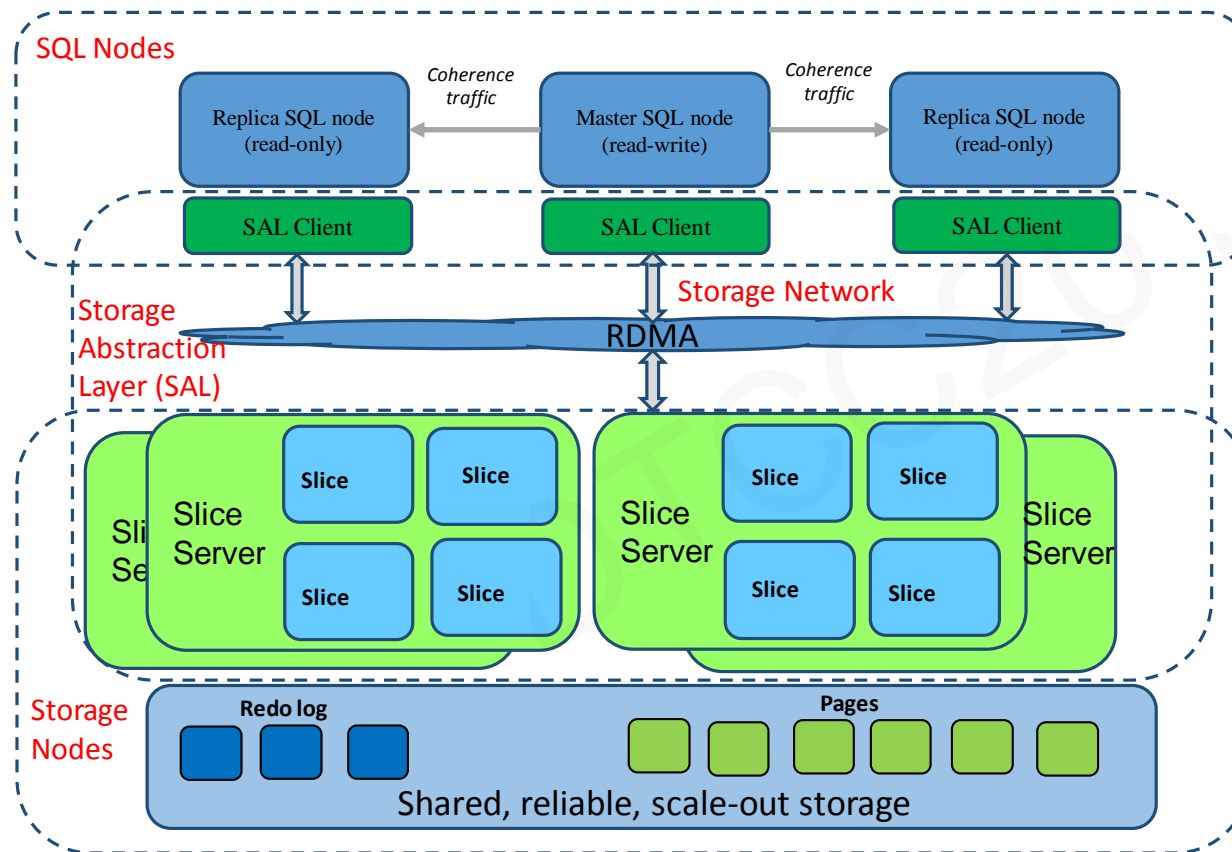 SQL Nodes
Coherence
traffic
Coherence
traffic
Replica SQL node
(read-only)
Master SQL node
(read-write)
Replica SQL node
(read-only)
SAL Client
SAL Client
SAL Client
Storage Network
Storage
Abstraction
Layer (SAL)
RDMA
Sli
Se
Slice
Server
Slice
Slice
Slice
Slice
Slice
Server
Slice
Slice
Slice
Slice
Slice
Server
Storage
Nodes
Redo log
Pages
Shared, reliable, scale-out storage